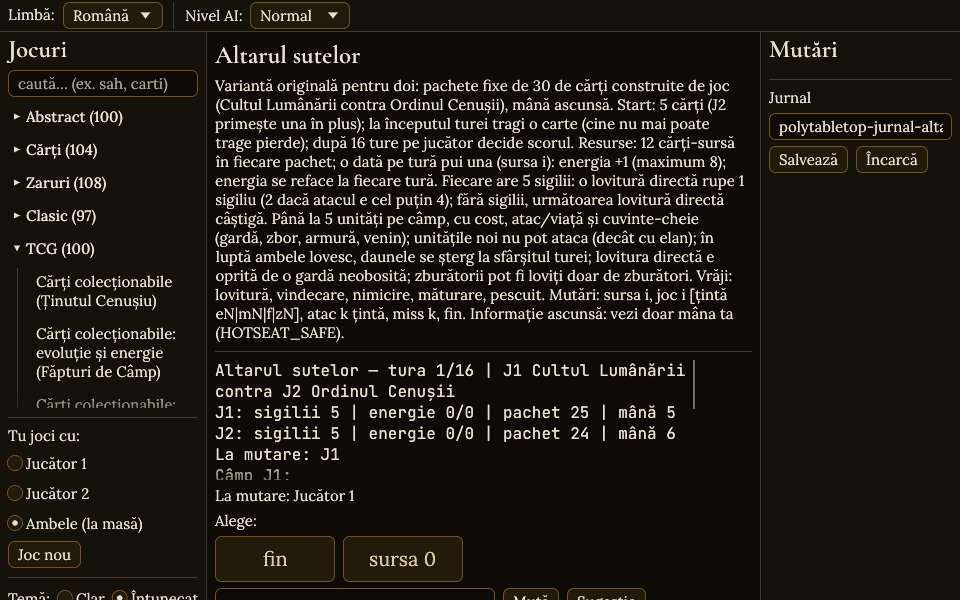 Limbă:
Română
Nivel AI:
Normal
Jocuri
caută... (ex. sah, carti)
Abstract (100)
Cărți (104)
Zaruri (108)
Clasic (97)
TCG (100)
Cărți colecționabile
(Ținutul Cenușiu)
Cărți colecționabile:
evoluție și energie
(Făpturi de Câmp)
Cărți colecționabile:
Tu joci cu:
Jucător 1
Jucător 2
Ambele (la masă)
Joc nou
Temă:
Clar
Întunecat
Altarul sutelor
Variantă originală pentru doi: pachete fixe de 30 de cărți construite de joc
(Cultul Lumânării contra Ordinul Cenușii), mână ascunsă. Start: 5 cărți (J2
primește una în plus); la începutul turei tragi o carte (cine nu mai poate
trage pierde); după 16 ture pe jucător decide scorul. Resurse: 12 cărți-sursă
în fiecare pachet; o dată pe tură pui una (sursa i): energia +1 (maximum 8);
energia se reface la fiecare tură. Fiecare are 5 sigilii: o lovitură directă rupe 1
sigiliu (2 dacă atacul e cel puțin 4); fără sigilii, următoarea lovitură directă
câștigă. Până la 5 unități pe câmp, cu cost, atac/viață și cuvinte-cheie
(gardă, zbor, armură, venin); unitățile noi nu pot ataca (decât cu elan); în
luptă ambele lovesc, daunele se șterg la sfârșitul turei; lovitura directă e
oprită de o gardă neobosită; zburătorii pot fi loviți doar de zburători. Vrăji:
lovitură, vindecare, nimicire, măturare, pescuit. Mutări: sursa i, joc i [țintă
eN|mN|f|zN], atac k țintă, miss k, fin. Informație ascunsă: vezi doar mâna ta
(HOTSEAT_SAFE).
Altarul sutelor — tura 1/16 | J1 Cultul Lumânării
contra J2 Ordinul Cenușii
J1: sigilii 5 | energie 0/0 | pachet 25 | mână 5
J2: sigilii 5 | energie 0/0 | pachet 24 | mână 6
La mutare: J1
Câmp J1:
La mutare: Jucător 1
Alege:
fin
sursa 0
Mută
Sugestie
Mutări
Jurnal
polytabletop-jurnal-alta
Salvează
Încarcă